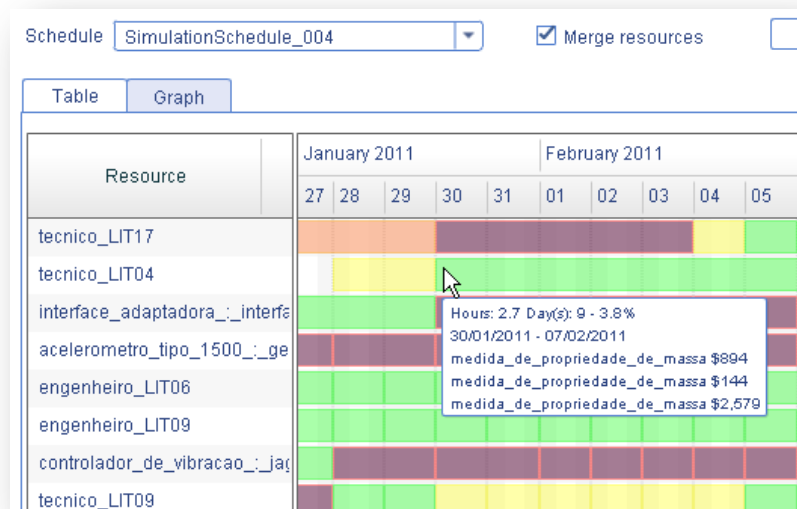 Schedule SimulationSchedule_004 Merge resources
Table Graph
Resource
January 2011 February 2011
27 28 29 30 31 01 02 03 04 05
tecnico_LIT17
tecnico_LIT04
interface_adaptadora_:_interfa
acelerometro_tipo_1500_:_ge
engenheiro_LIT06
engenheiro_LIT09
controlador_de_vibracao_:_jag
tecnico_LIT09
Hours: 2.7 Day(s): 9 - 3.8%
30/01/2011 - 07/02/2011
medida_de_propriedade_de_massa $894
medida_de_propriedade_de_massa $144
medida_de_propriedade_de_massa $2,579